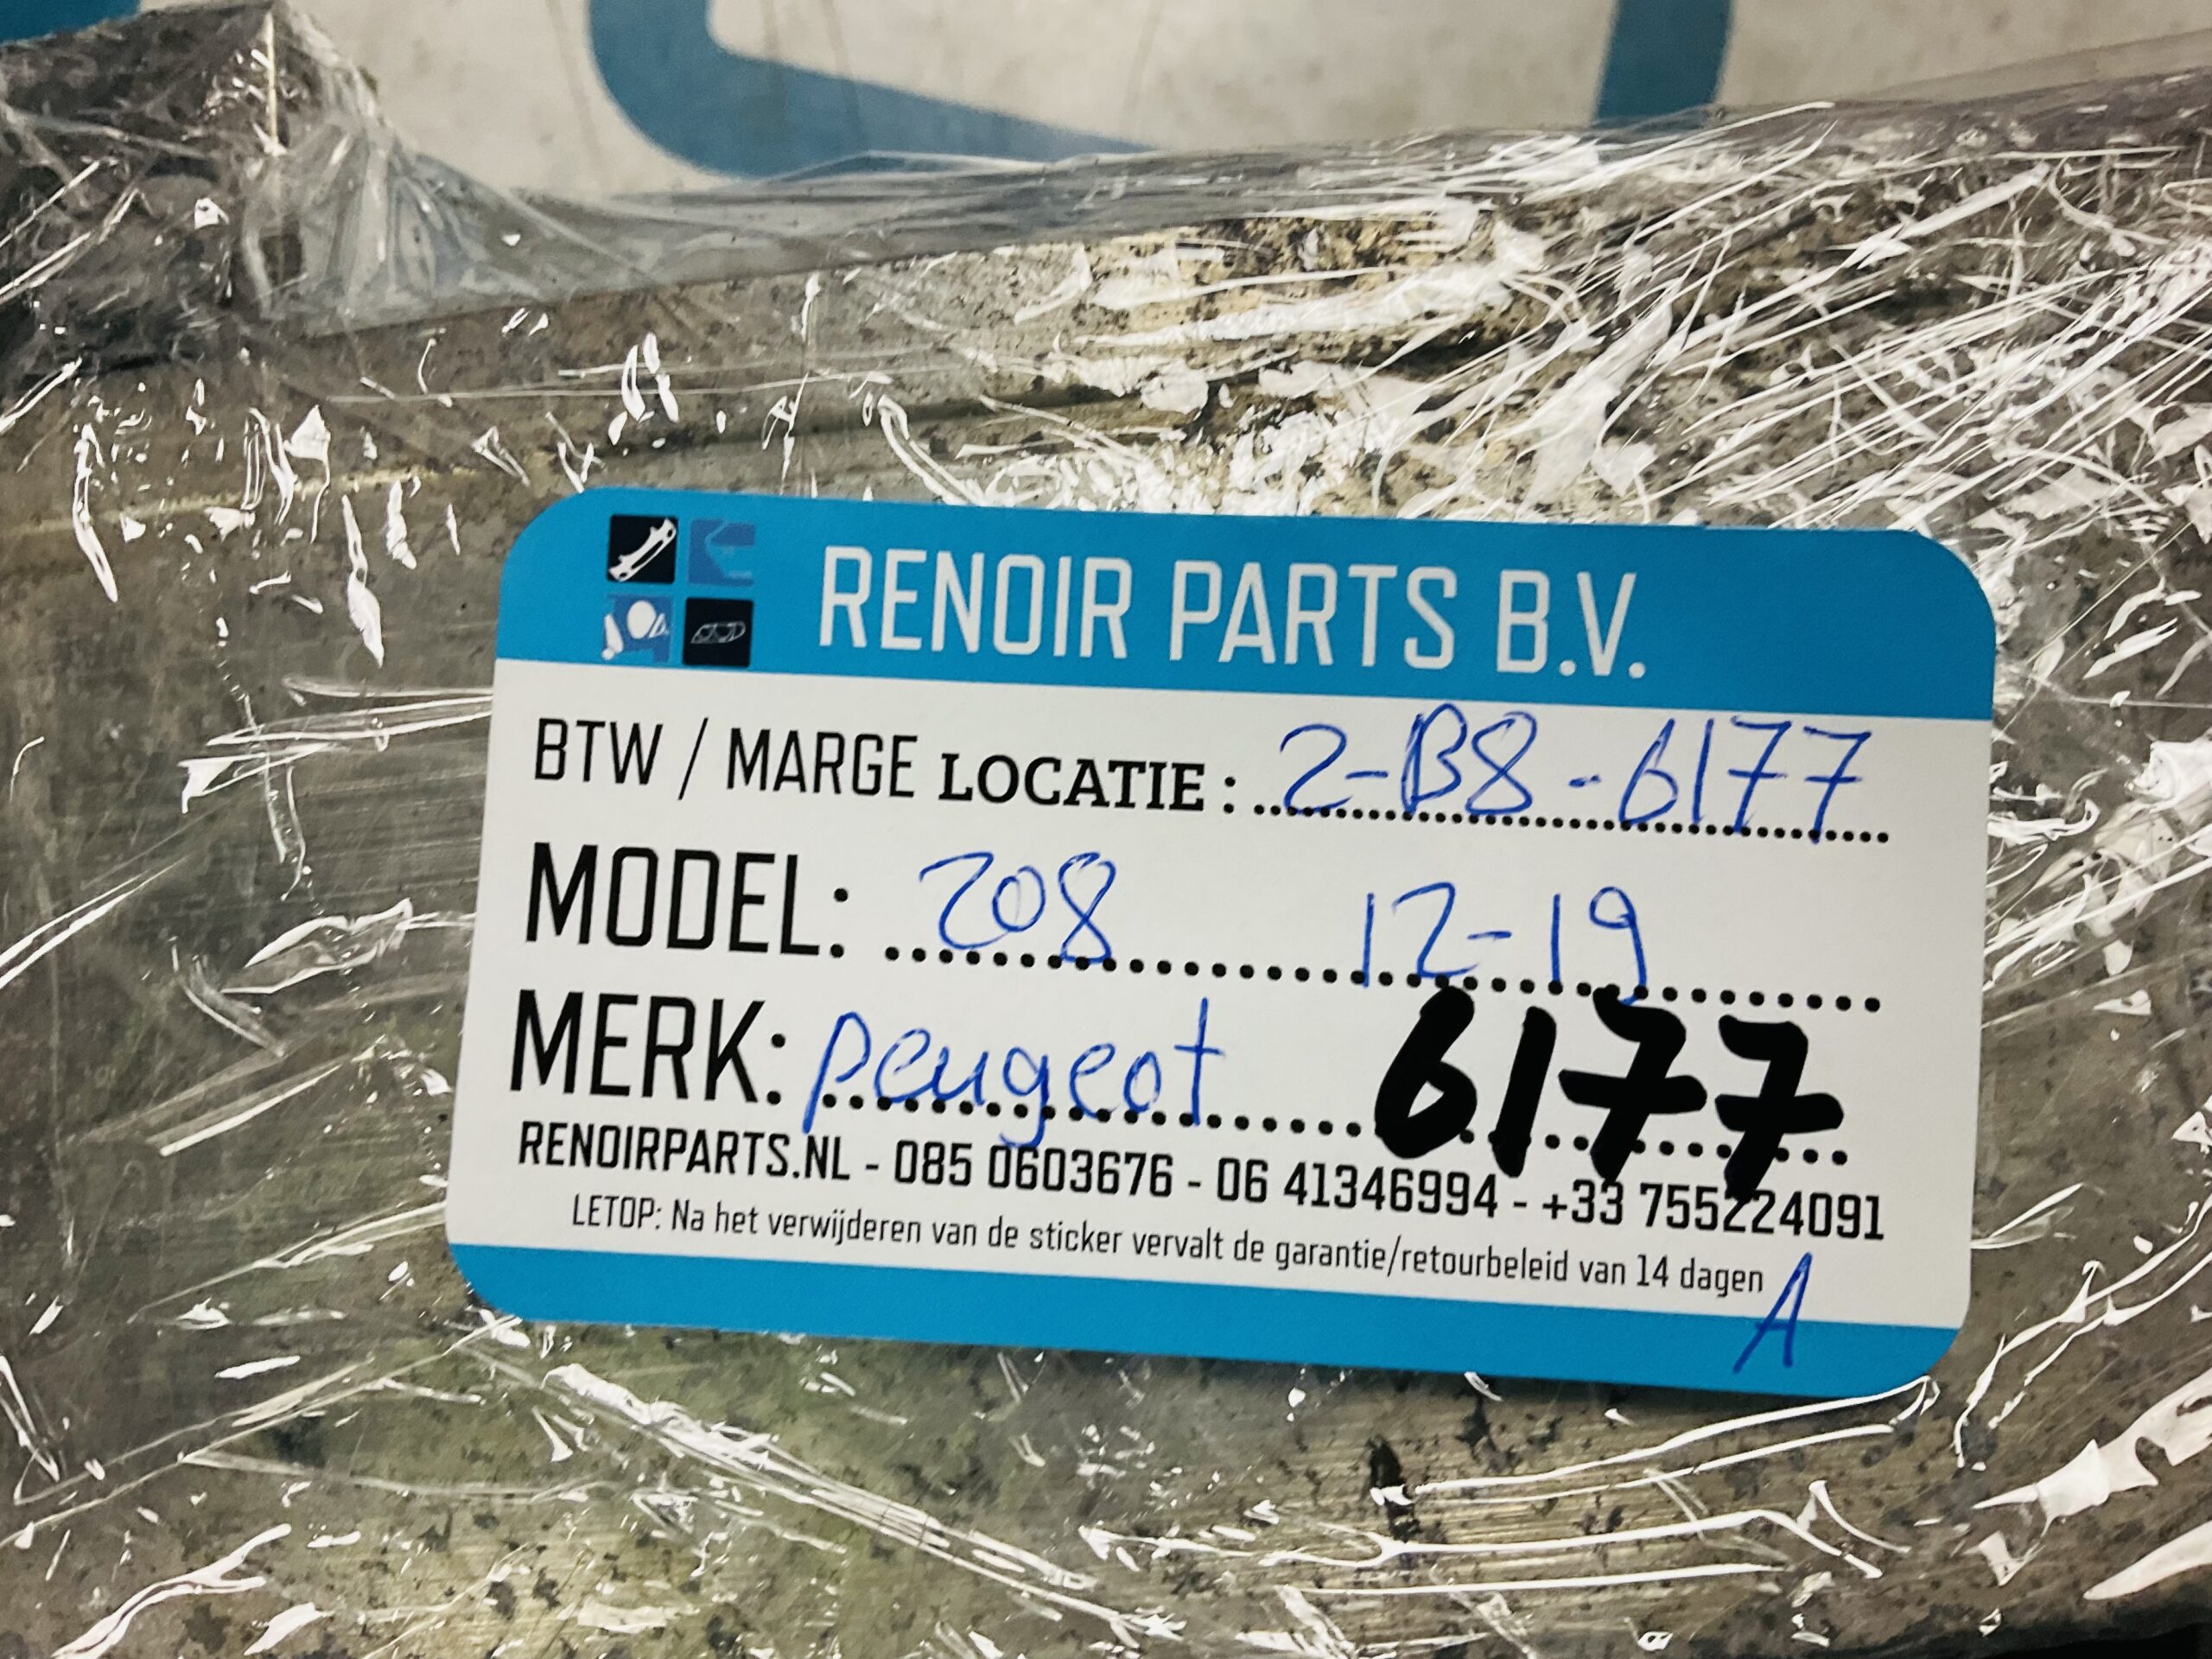 RENOIR PARTS B.V.
BTW / MARGE LOCATIE : 2-B8-6177
MODEL: 208 12-19
MERK: peugeot 6177
RENOIRPARTS.NL - 085 0603676 - 06 41346994 - +33 755224091
LETOP: Na het verwijderen van de sticker vervalt de garantie/retourbeleid van 14 dagen
A